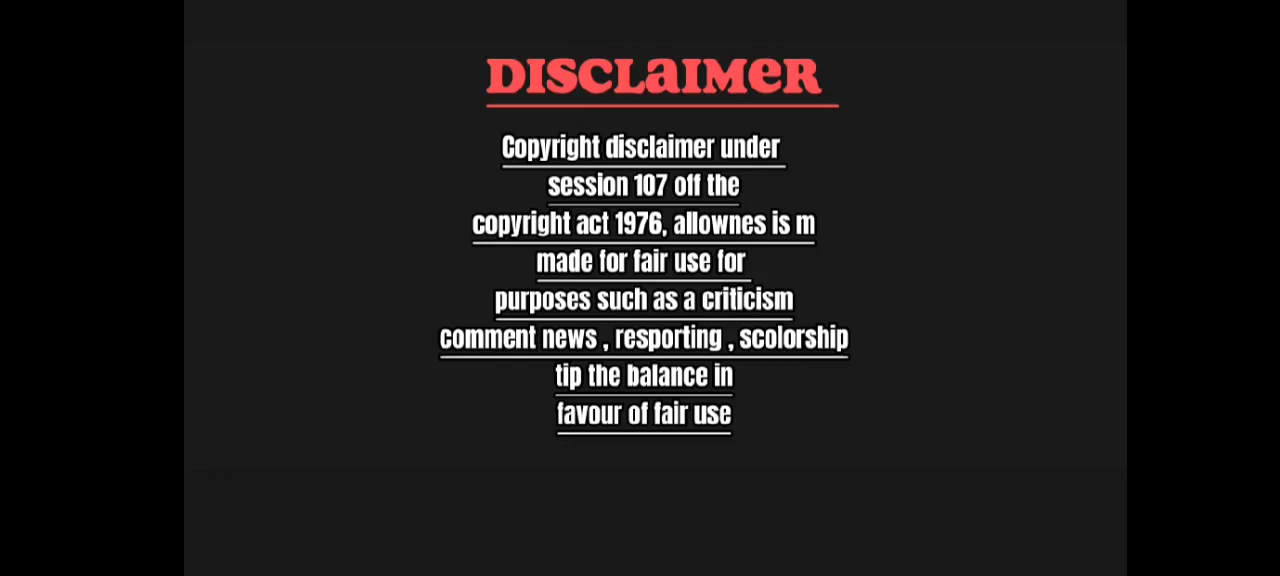 DISCLaIMeR
Copyright disclaimer under
session 107 off the
copyright act 1976, allownes is m
made for fair use for
purposes such as a criticism
comment news , resporting , scolorship
tip the balance in
favour of fair use